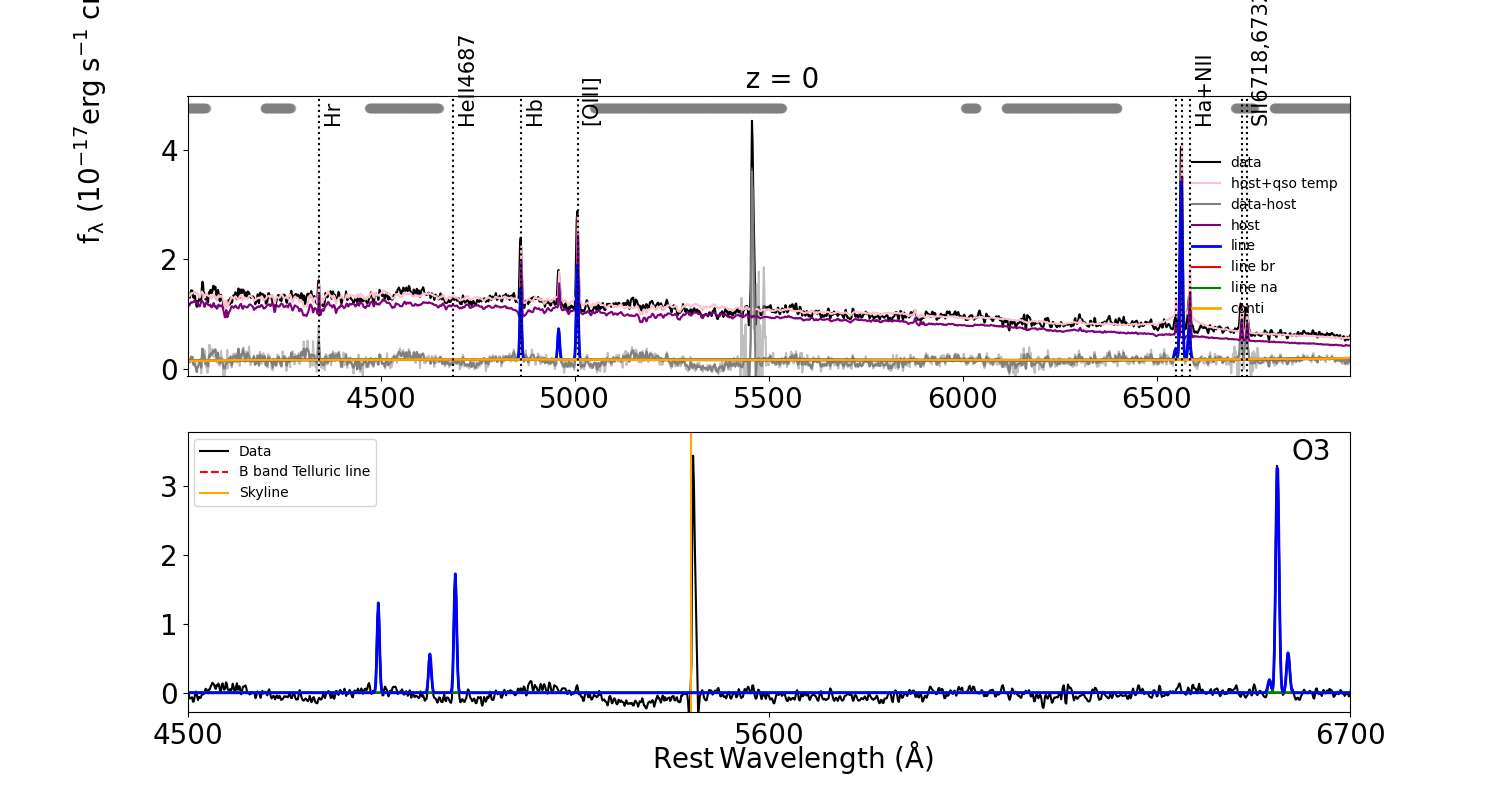 z = 0
f_λ (10^−17 erg s^−1
Hr
HeII4687
Hb
[OIII]
Ha+NII
SII6718,673
4
2
0
data
host+qso temp
data-host
host
line
line br
line na
conti
4500 5000 5500 6000 6500
Data
B band Telluric line
Skyline
O3
3
2
1
0
4500 5600 6700
Rest Wavelength (Å)